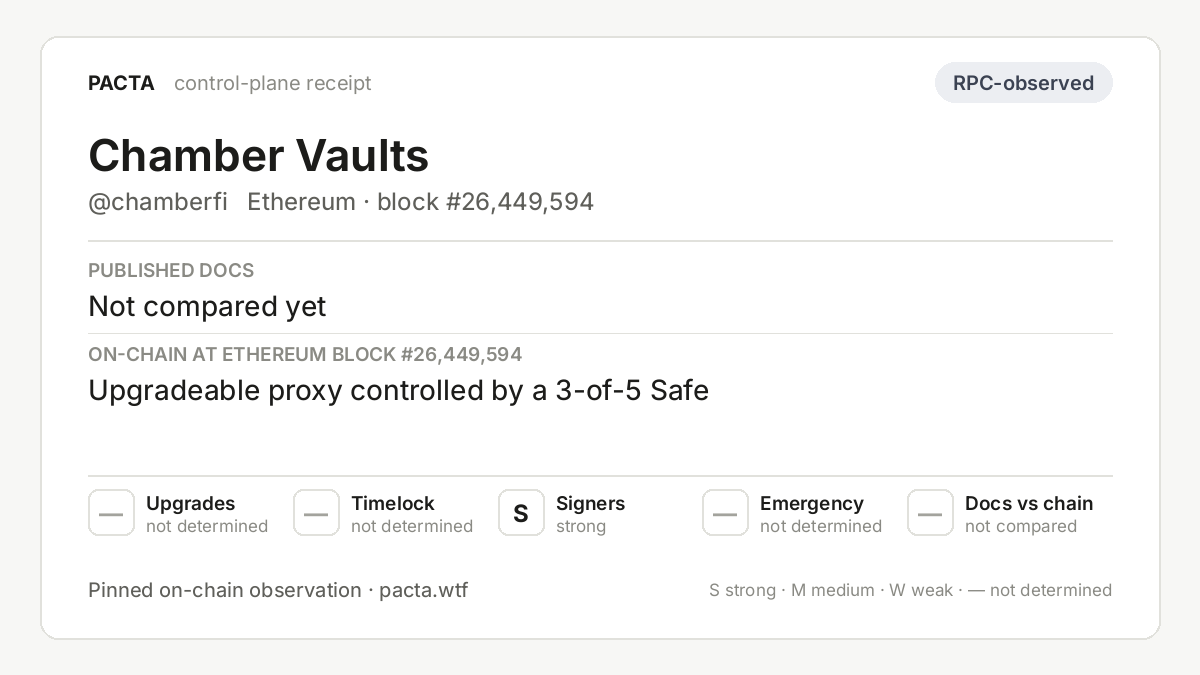 PACTA control-plane receipt RPC-observed
Chamber Vaults
@chamberfi Ethereum · block #26,449,594
PUBLISHED DOCS
Not compared yet
ON-CHAIN AT ETHEREUM BLOCK #26,449,594
Upgradeable proxy controlled by a 3-of-5 Safe
— Upgrades — Timelock S Signers — Emergency — Docs vs chain
not determined not determined strong not determined not compared
Pinned on-chain observation · pacta.wtf S strong · M medium · W weak · — not determined